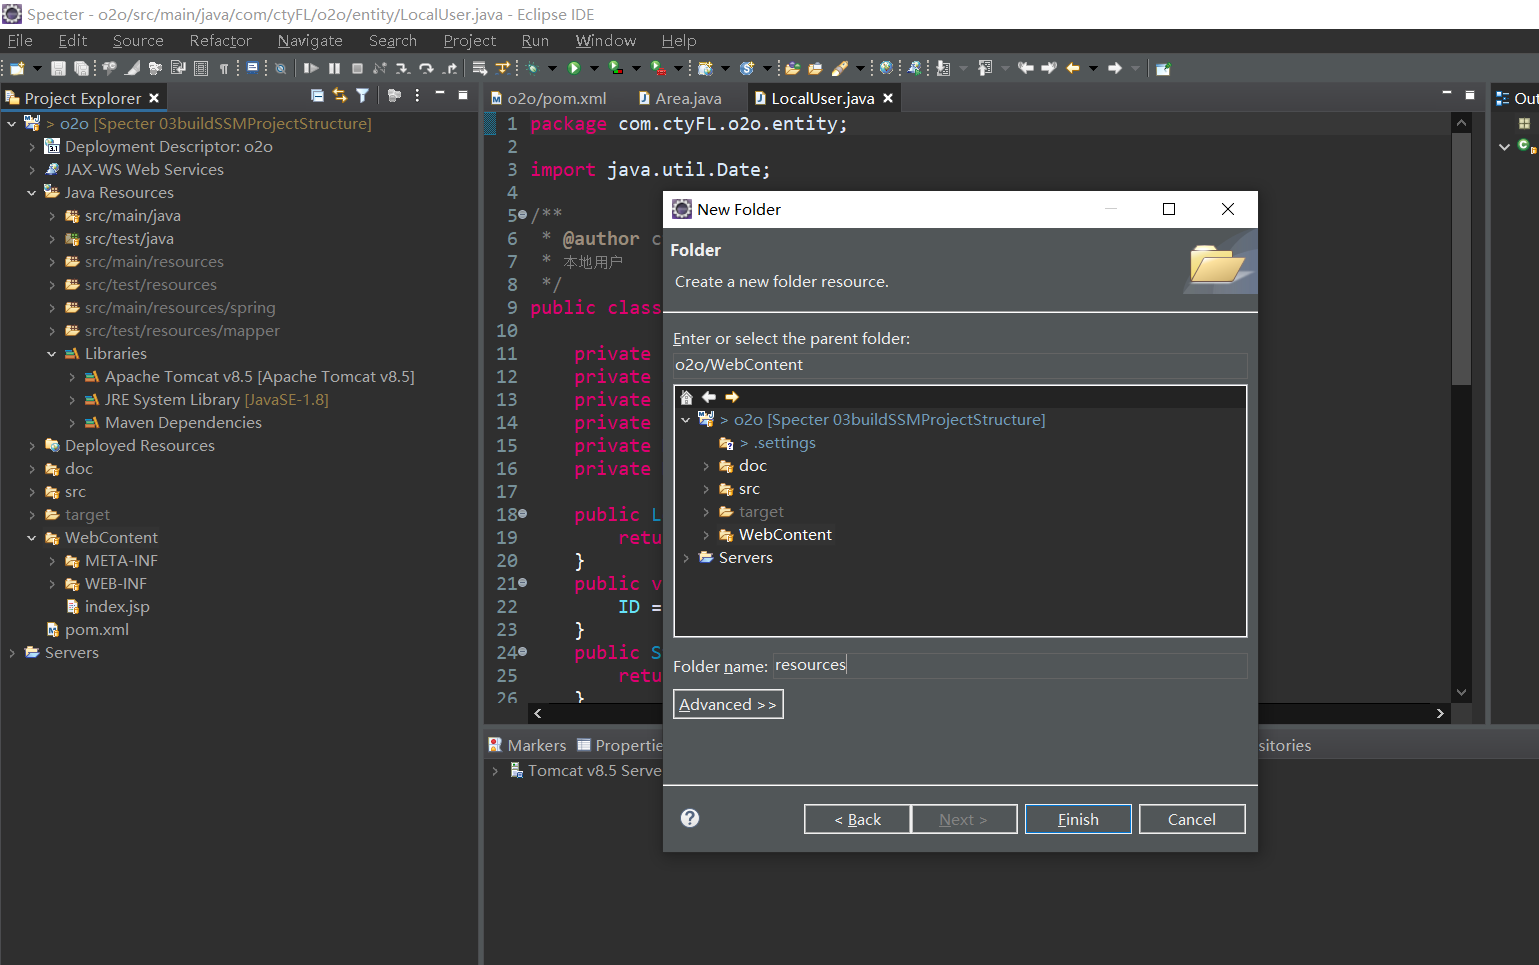 Specter - o2o/src/main/java/com/ctyFL/o2o/entity/LocalUser.java - Eclipse IDE
File Edit Source Refactor Navigate Search Project Run Window Help
Project Explorer
> o2o [Specter 03buildSSMProjectStructure]
Deployment Descriptor: o2o
JAX-WS Web Services
Java Resources
src/main/java
src/test/java
src/main/resources
src/test/resources
src/main/resources/spring
src/test/resources/mapper
Libraries
Apache Tomcat v8.5 [Apache Tomcat v8.5]
JRE System Library [JavaSE-1.8]
Maven Dependencies
Deployed Resources
doc
src
target
WebContent
META-INF
WEB-INF
index.jsp
pom.xml
Servers
o2o/pom.xml Area.java LocalUser.java
1 package com.ctyFL.o2o.entity;
2
3 import java.util.Date;
4
5 /**
6 * @author c
7 * 本地用户
8 */
9 public class
10
11 private
12 private
13 private
14 private
15 private
16 private
17
18 public L
19 retu
20 }
21 public v
22 ID =
23 }
24 public S
25 retu
26 }
Out
New Folder
Folder
Create a new folder resource.
Enter or select the parent folder:
o2o/WebContent
> o2o [Specter 03buildSSMProjectStructure]
> .settings
doc
src
target
WebContent
Servers
Folder name: resources
Advanced >>
< Back Next > Finish Cancel
Markers Propertie sitories
Tomcat v8.5 Serve